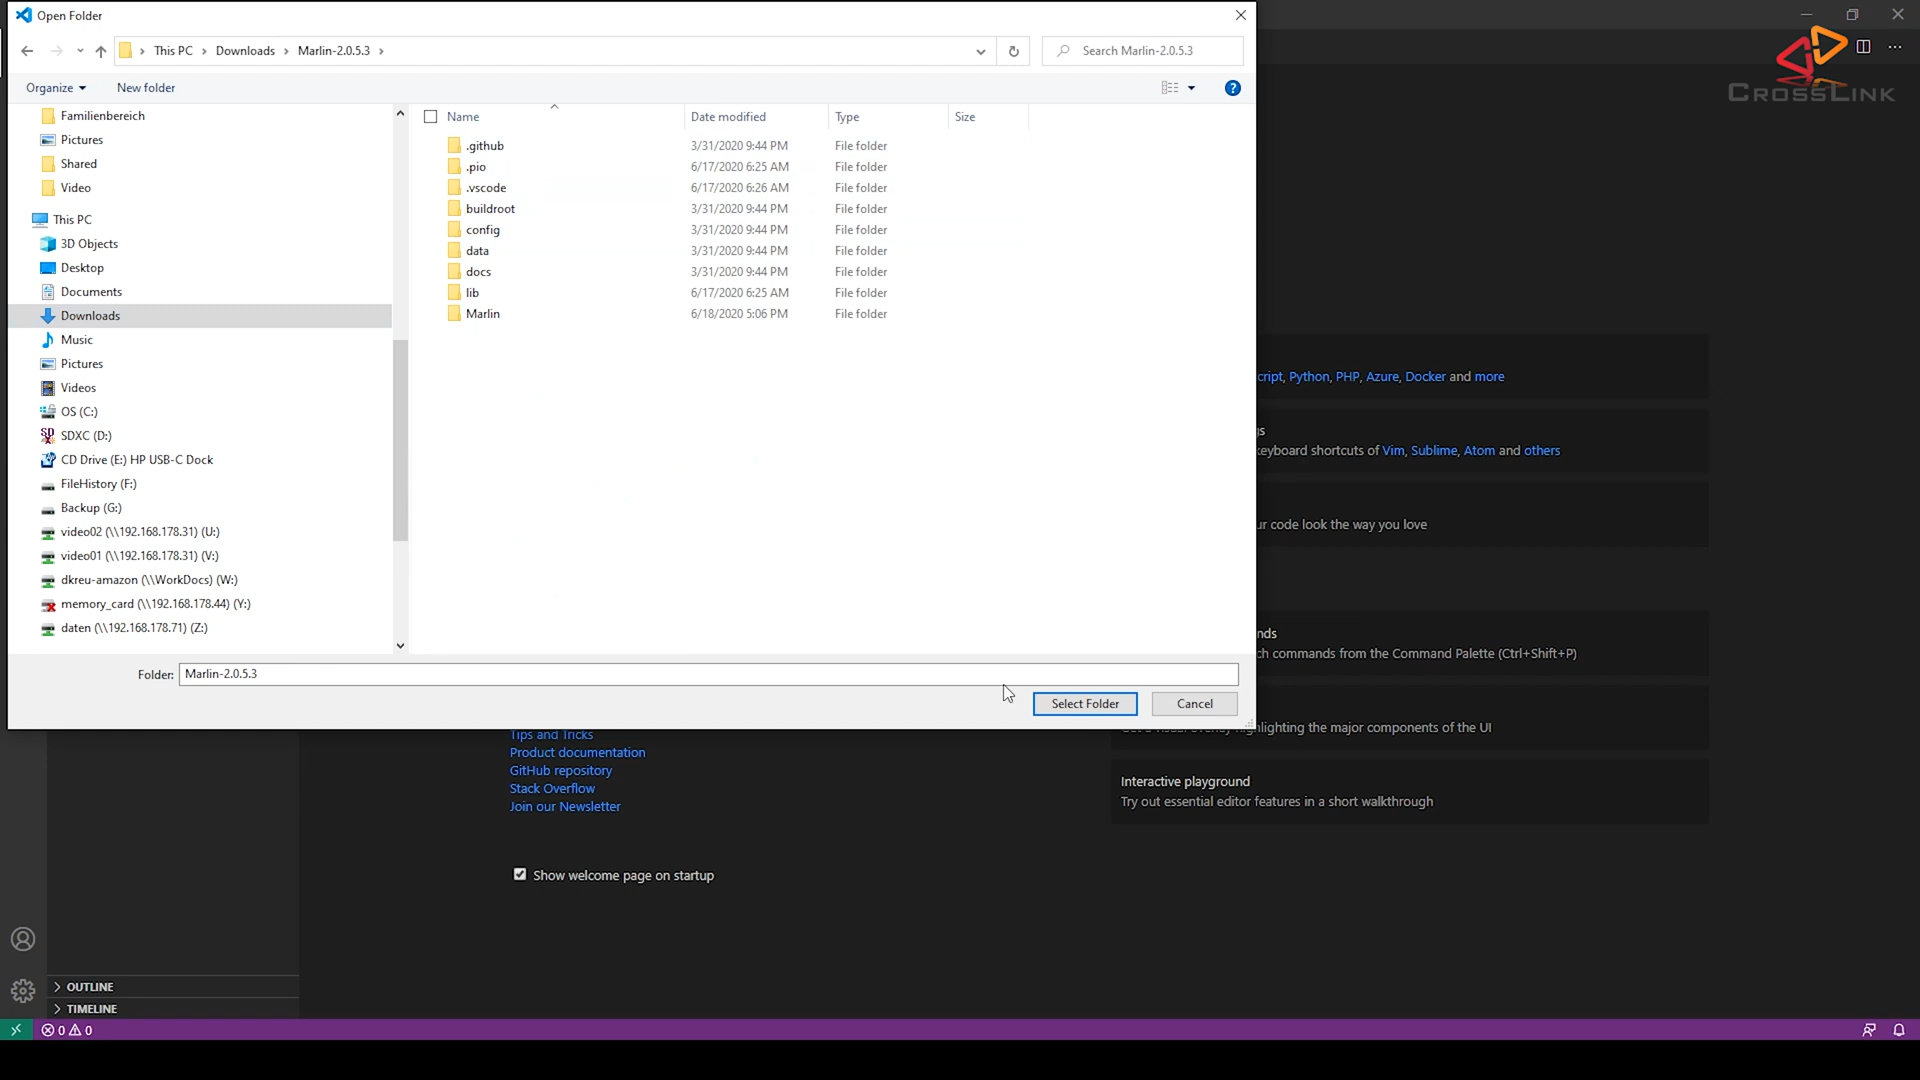 Open Folder
This PC > Downloads > Marlin-2.0.5.3 >
Search Marlin-2.0.5.3
CROSSLINK
Organize
New folder
Name
Date modified
Type
Size
Familienbereich
Pictures
Shared
Video
This PC
3D Objects
Desktop
Documents
Downloads
Music
Pictures
Videos
OS (C:)
SDXC (D:)
CD Drive (E:) HP USB-C Dock
FileHistory (F:)
Backup (G:)
video02 (\\192.168.178.31) (U:)
video01 (\\192.168.178.31) (V:)
dkreu-amazon (\\WorkDocs) (W:)
memory_card (\\192.168.178.44) (Y:)
daten (\\192.168.178.71) (Z:)
.github 3/31/2020 9:44 PM File folder
.pio 6/17/2020 6:25 AM File folder
.vscode 6/17/2020 6:26 AM File folder
buildroot 3/31/2020 9:44 PM File folder
config 3/31/2020 9:44 PM File folder
data 3/31/2020 9:44 PM File folder
docs 3/31/2020 9:44 PM File folder
lib 6/17/2020 6:25 AM File folder
Marlin 6/18/2020 5:06 PM File folder
Folder: Marlin-2.0.5.3
Select Folder
Cancel
cript, Python, PHP, Azure, Docker and more
gs
keyboard shortcuts of Vim, Sublime, Atom and others
ur code look the way you love
nds
ch commands from the Command Palette (Ctrl+Shift+P)
highlighting the major components of the UI
Interactive playground
Try out essential editor features in a short walkthrough
Tips and Tricks
Product documentation
GitHub repository
Stack Overflow
Join our Newsletter
Show welcome page on startup
OUTLINE
TIMELINE
0 0